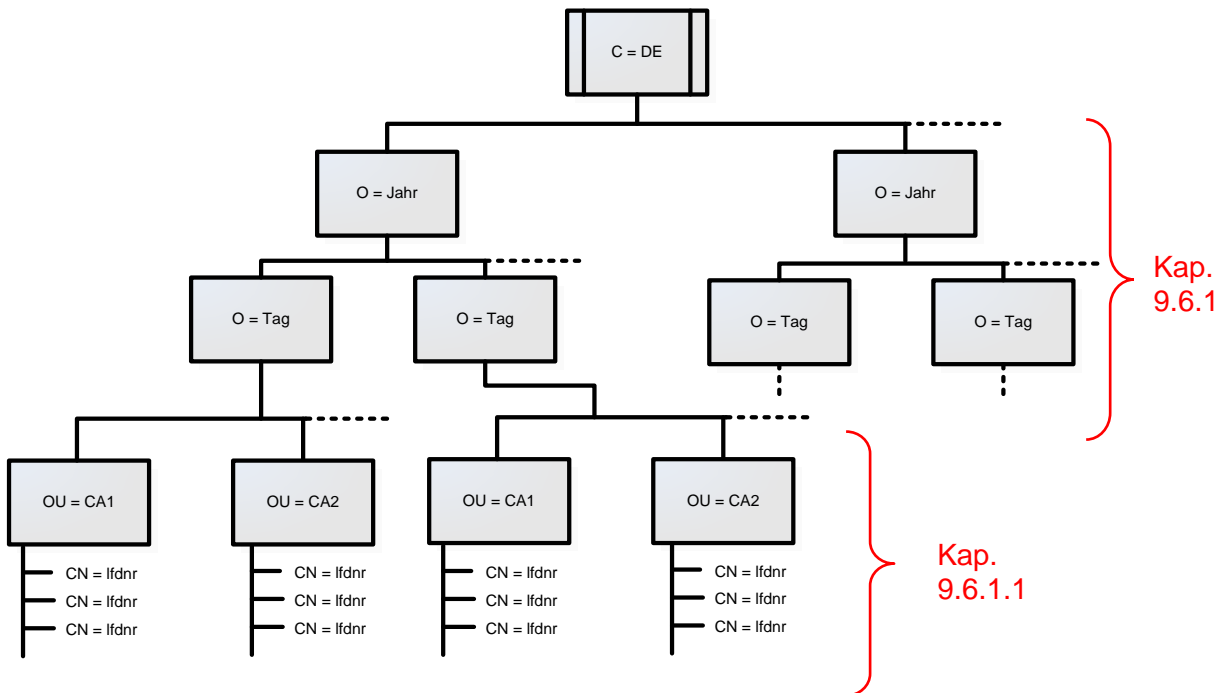 C = DE
O = Jahr
O = Jahr
O = Tag
O = Tag
O = Tag
O = Tag
Kap.
9.6.1
OU = CA1
OU = CA2
OU = CA1
OU = CA2
CN = lfdnr
CN = lfdnr
CN = lfdnr
CN = lfdnr
CN = lfdnr
CN = lfdnr
CN = lfdnr
CN = lfdnr
CN = lfdnr
CN = lfdnr
CN = lfdnr
CN = lfdnr
Kap.
9.6.1.1